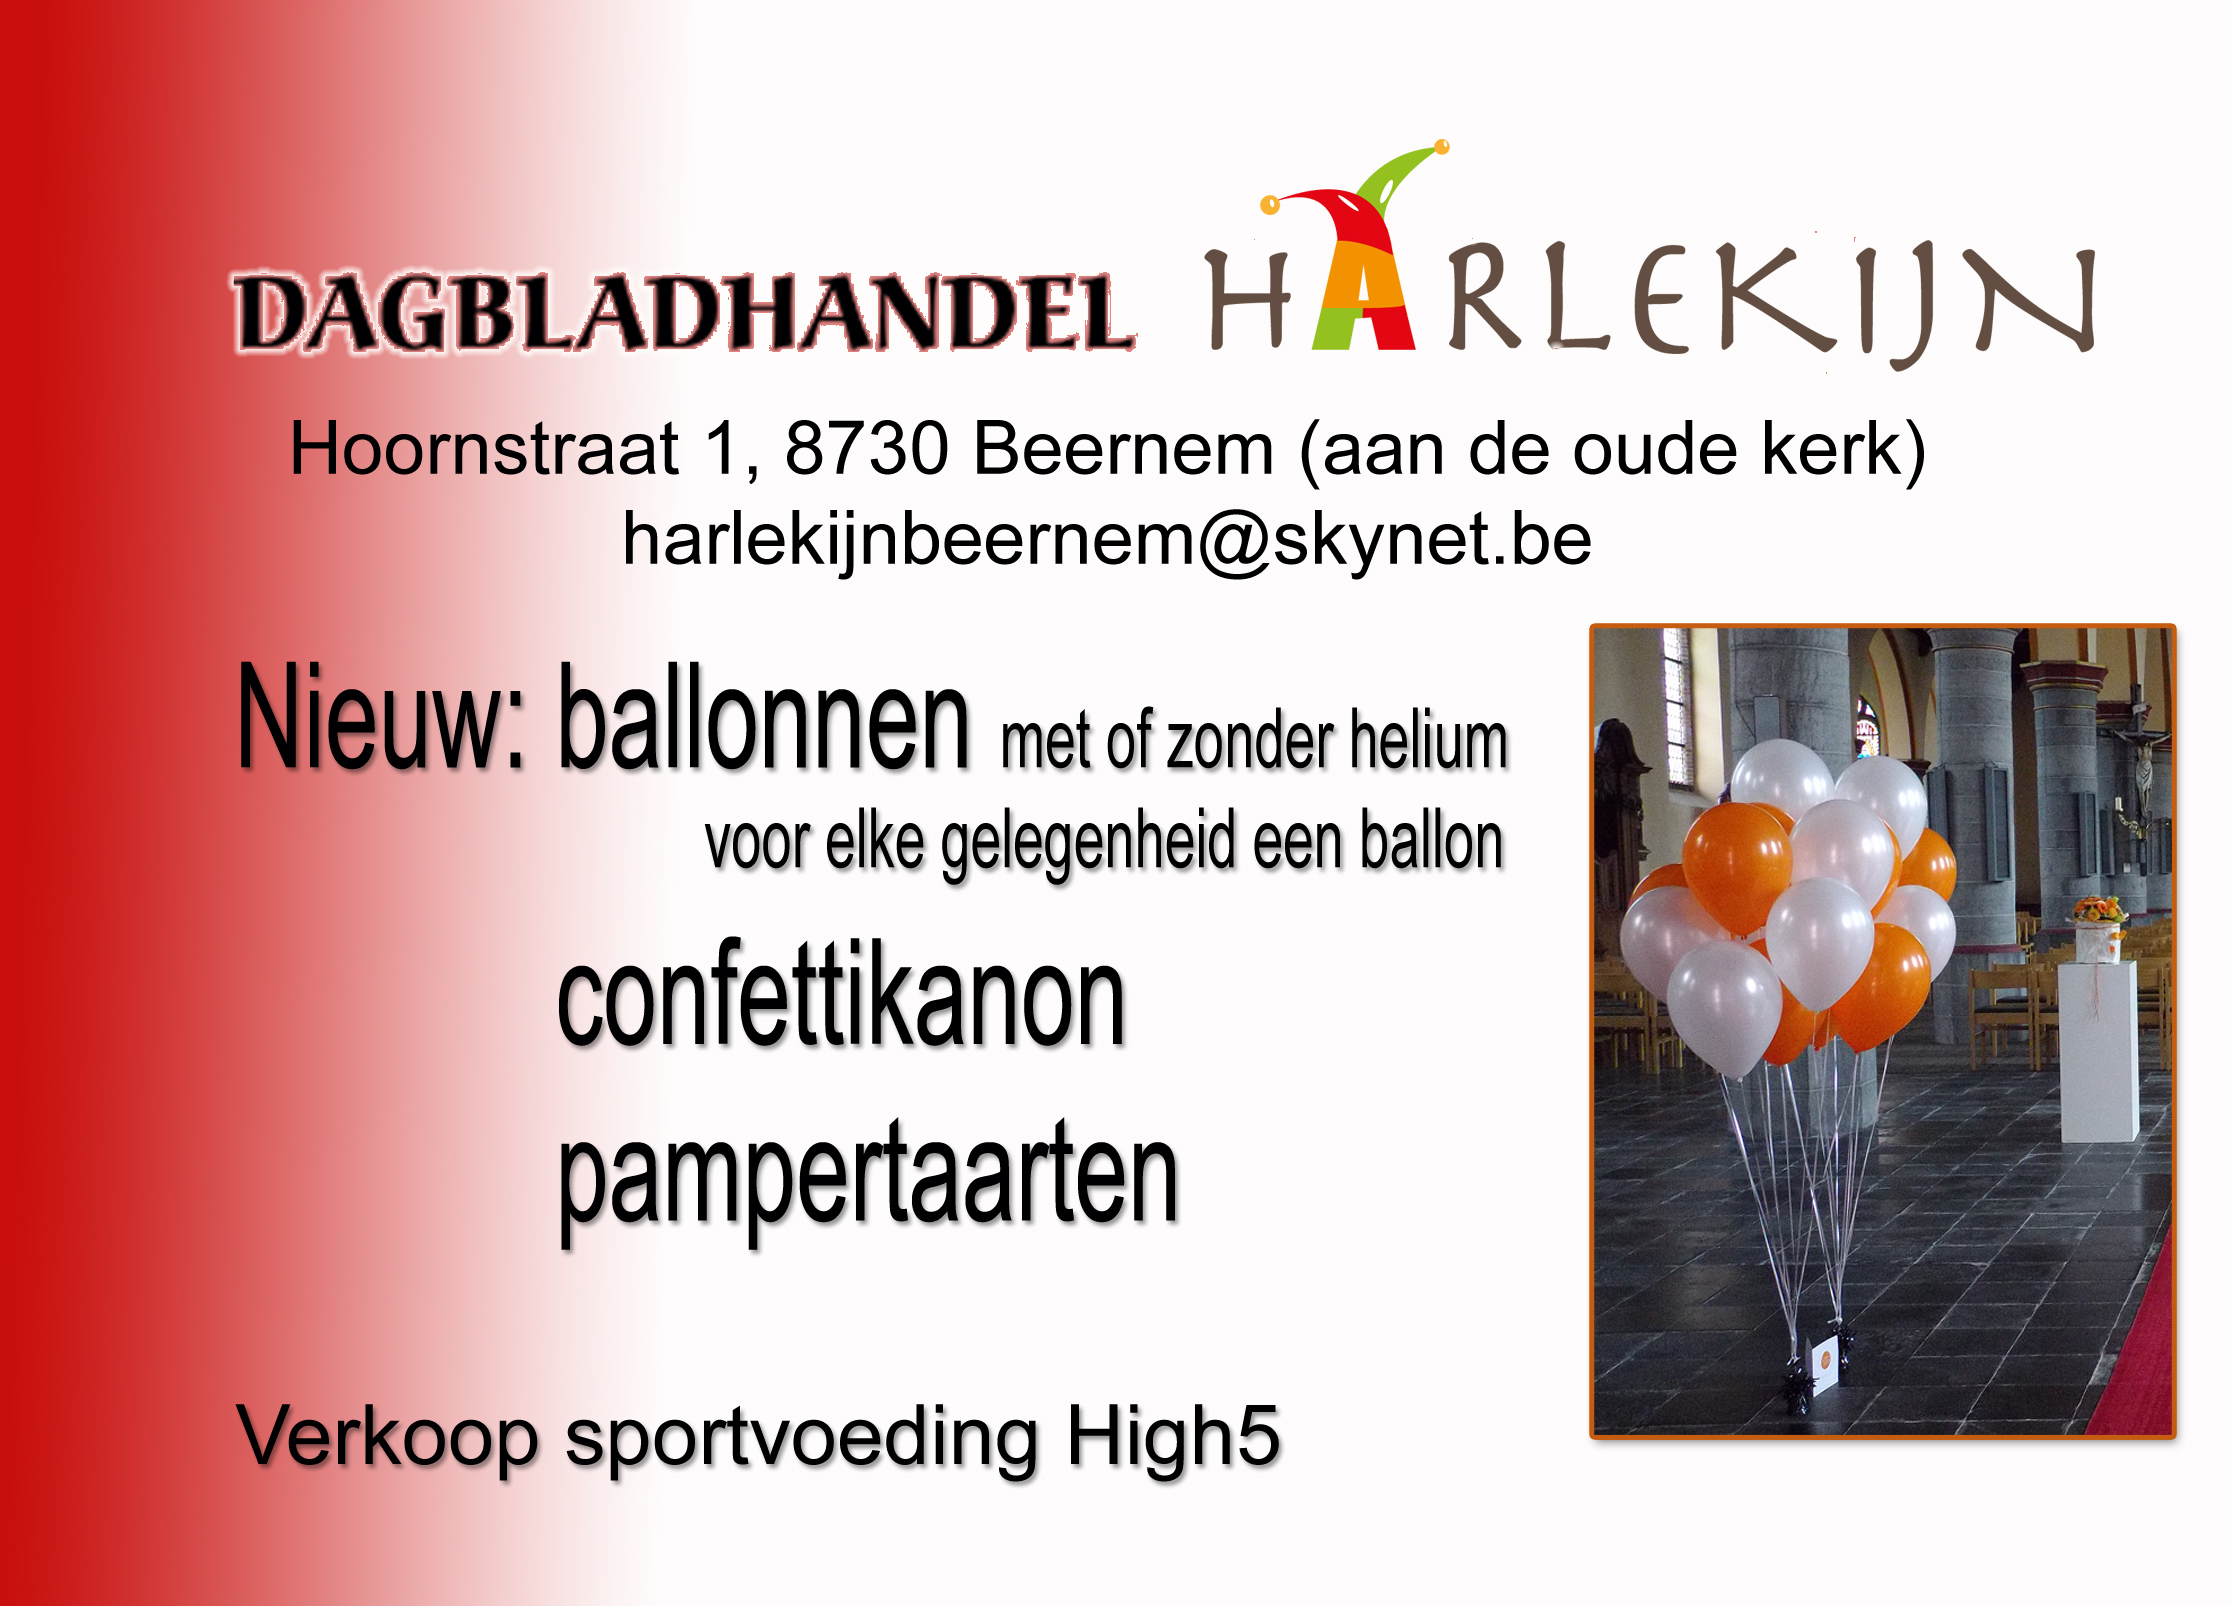 DAGBLADHANDEL HARLEKIJN
Hoornstraat 1, 8730 Beernem (aan de oude kerk)
harlekijnbeernem@skynet.be
Nieuw: ballonnen met of zonder helium
voor elke gelegenheid een ballon
confettikanon
pampertaarten
Verkoop sportvoeding High5